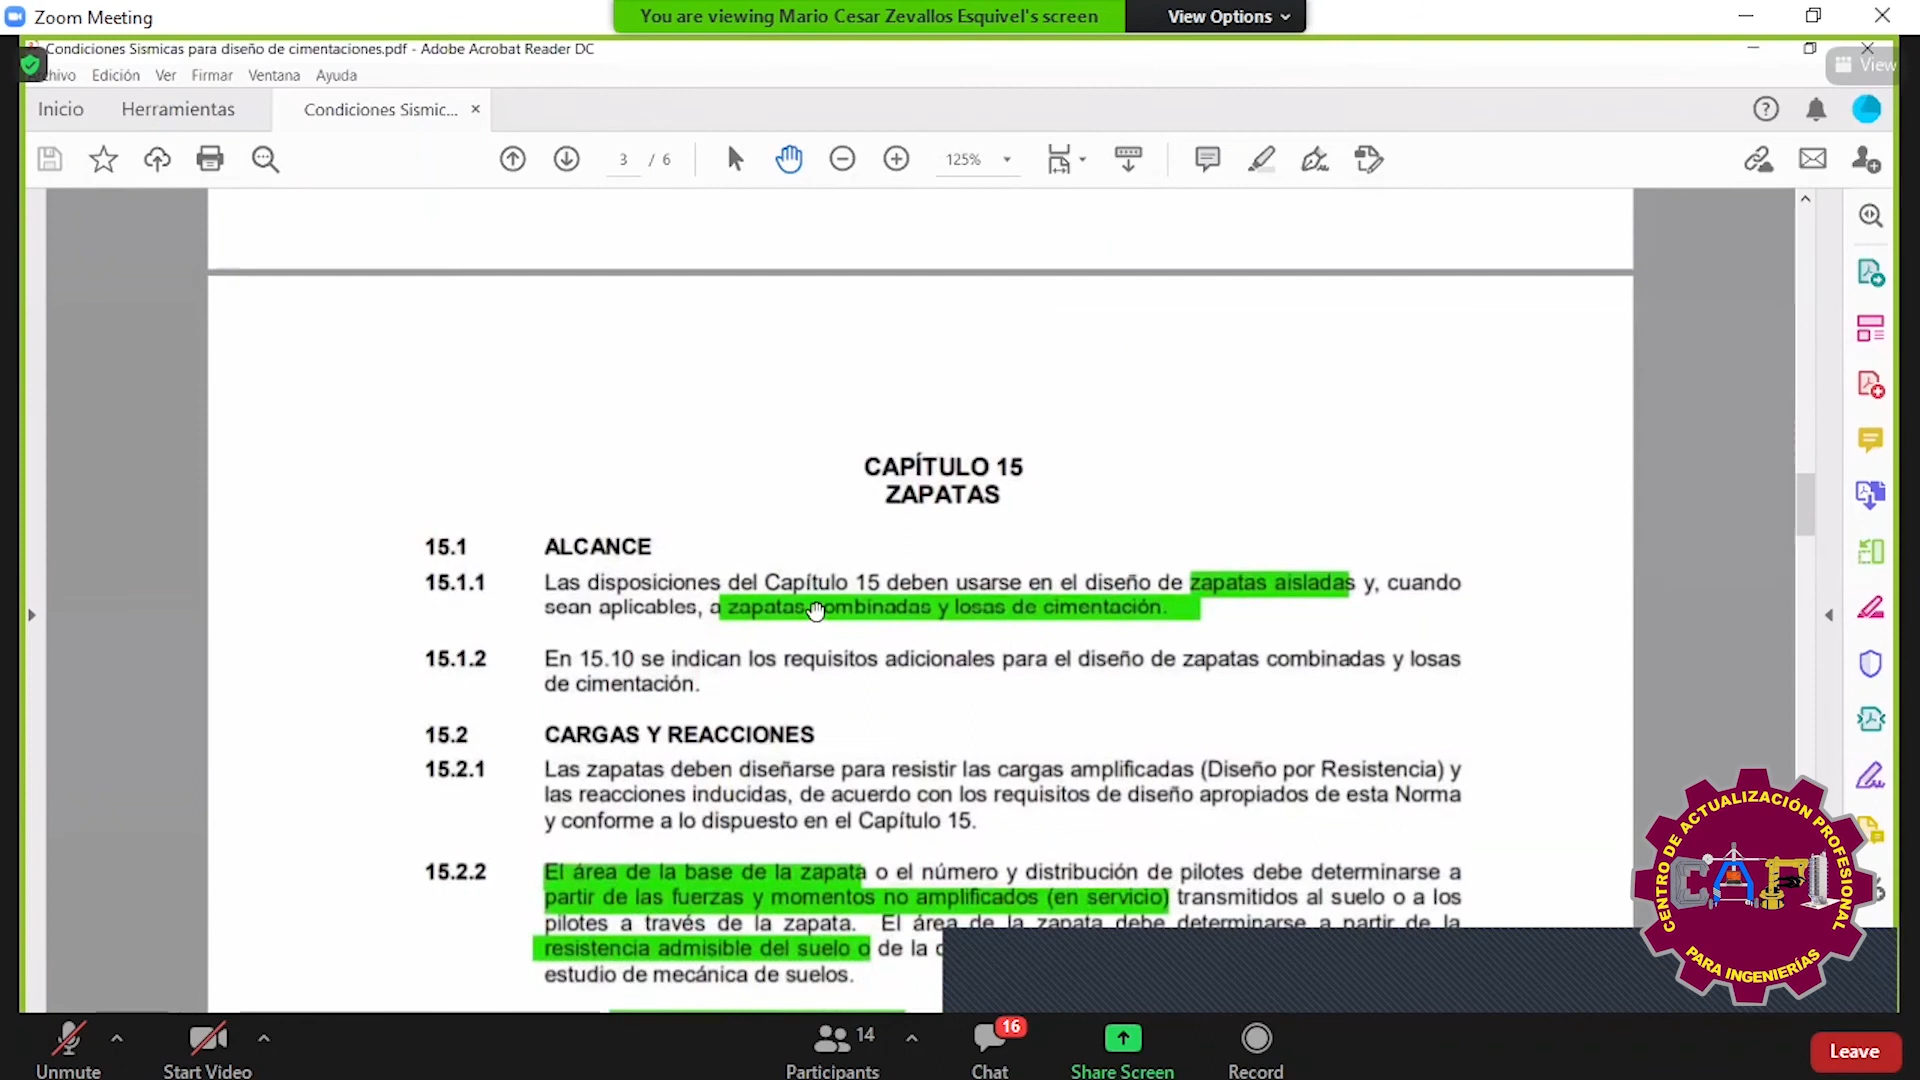 Zoom Meeting
You are viewing Mario Cesar Zevallos Esquivel's screen
View Options
Condiciones Sismicas para diseño de cimentaciones.pdf - Adobe Acrobat Reader DC
View
hivo Edición Ver Firmar Ventana Ayuda
Inicio Herramientas Condiciones Sismic... ×
3 / 6 125%
CAPÍTULO 15
ZAPATAS
15.1 ALCANCE
15.1.1 Las disposiciones del Capítulo 15 deben usarse en el diseño de zapatas aisladas y, cuando
sean aplicables, a zapatas combinadas y losas de cimentación.
15.1.2 En 15.10 se indican los requisitos adicionales para el diseño de zapatas combinadas y losas
de cimentación.
15.2 CARGAS Y REACCIONES
15.2.1 Las zapatas deben diseñarse para resistir las cargas amplificadas (Diseño por Resistencia) y
las reacciones inducidas, de acuerdo con los requisitos de diseño apropiados de esta Norma
y conforme a lo dispuesto en el Capítulo 15.
15.2.2 El área de la base de la zapata o el número y distribución de pilotes debe determinarse a
partir de las fuerzas y momentos no amplificados (en servicio) transmitidos al suelo o a los
pilotes a través de la zapata. El área de la zapata debe determinarse a partir de la
resistencia admisible del suelo o de la
estudio de mecánica de suelos.
CENTRO DE ACTUALIZACIÓN PROFESIONAL
CAPI
PARA INGENIERÍAS
Unmute
Start Video
14
Participants
16
Chat
Share Screen
Record
Leave